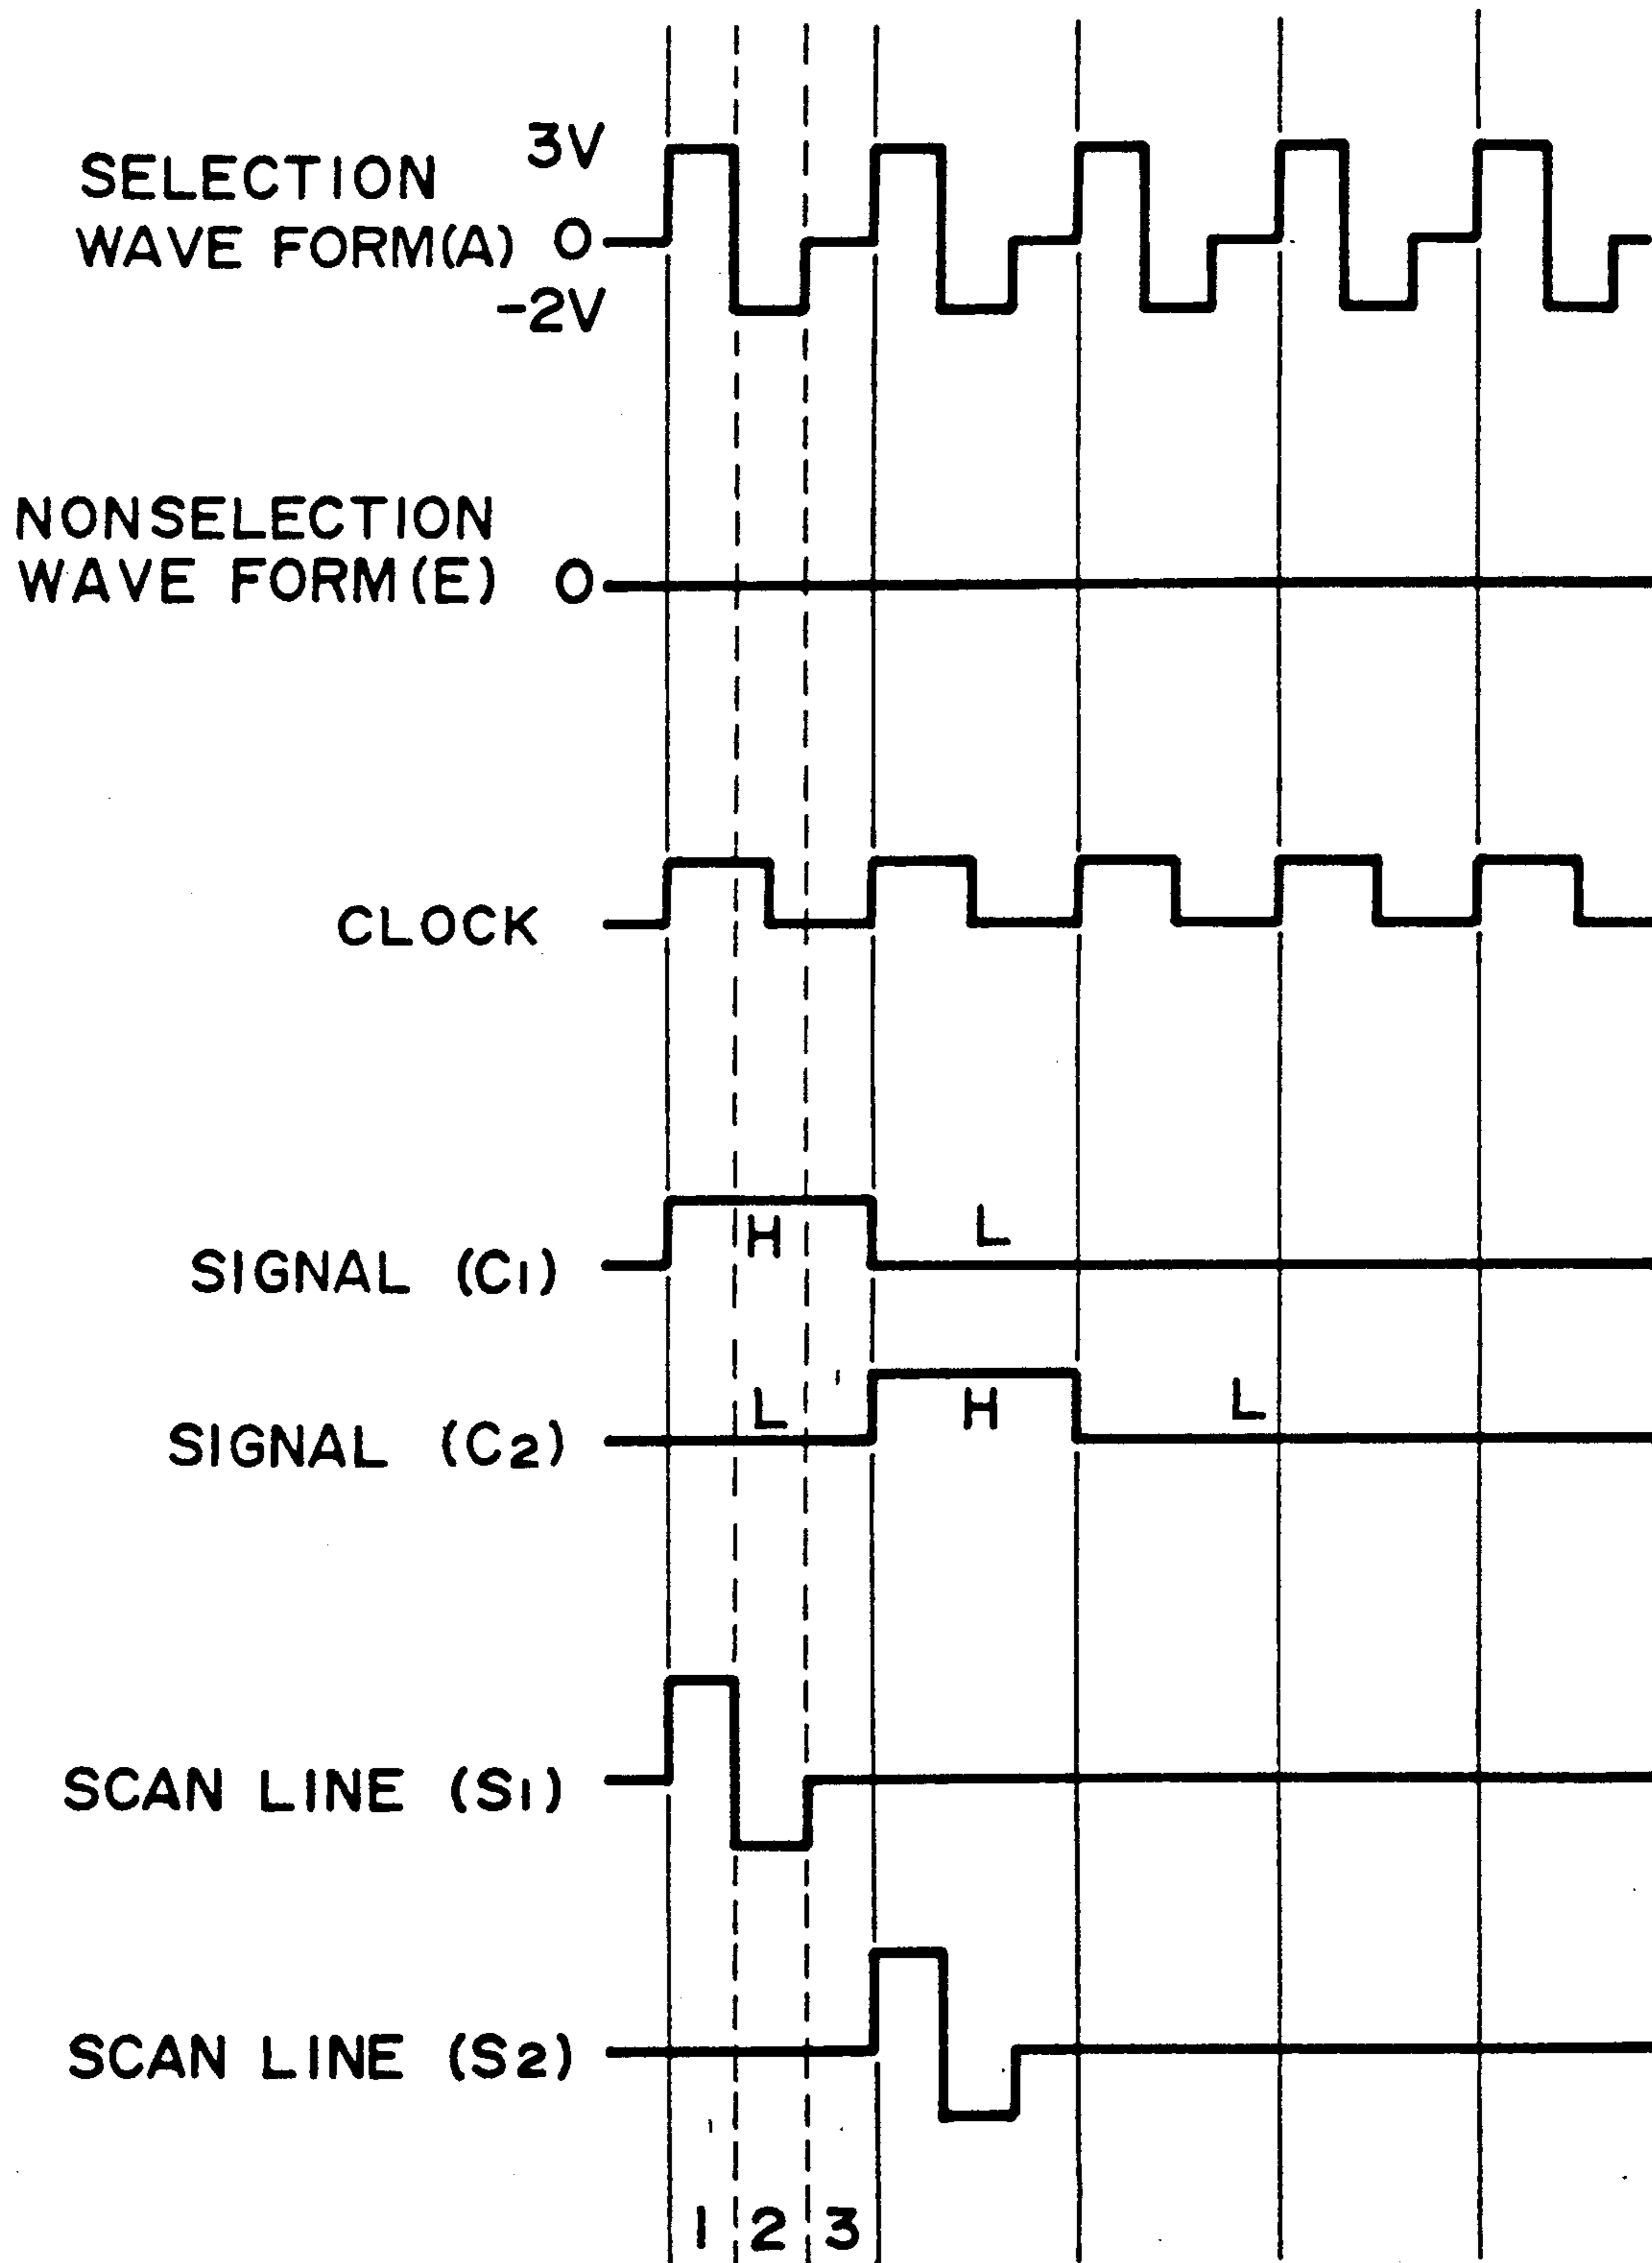 3V
SELECTION
WAVE FORM(A) 0
-2V
NONSELECTION
WAVE FORM(E) 0
CLOCK
H L
SIGNAL (C1)
L H L
SIGNAL (C2)
SCAN LINE (S1)
SCAN LINE (S2)
1 2 3